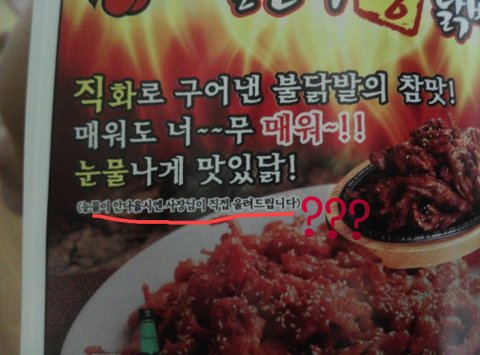 직화로 구어낸 불닭발의 참맛!
매워도 너~~무 매워~!!
눈물나게 맛있닭!
(눈물이 안나올시엔 사장님이 직접 울려드립니다)???